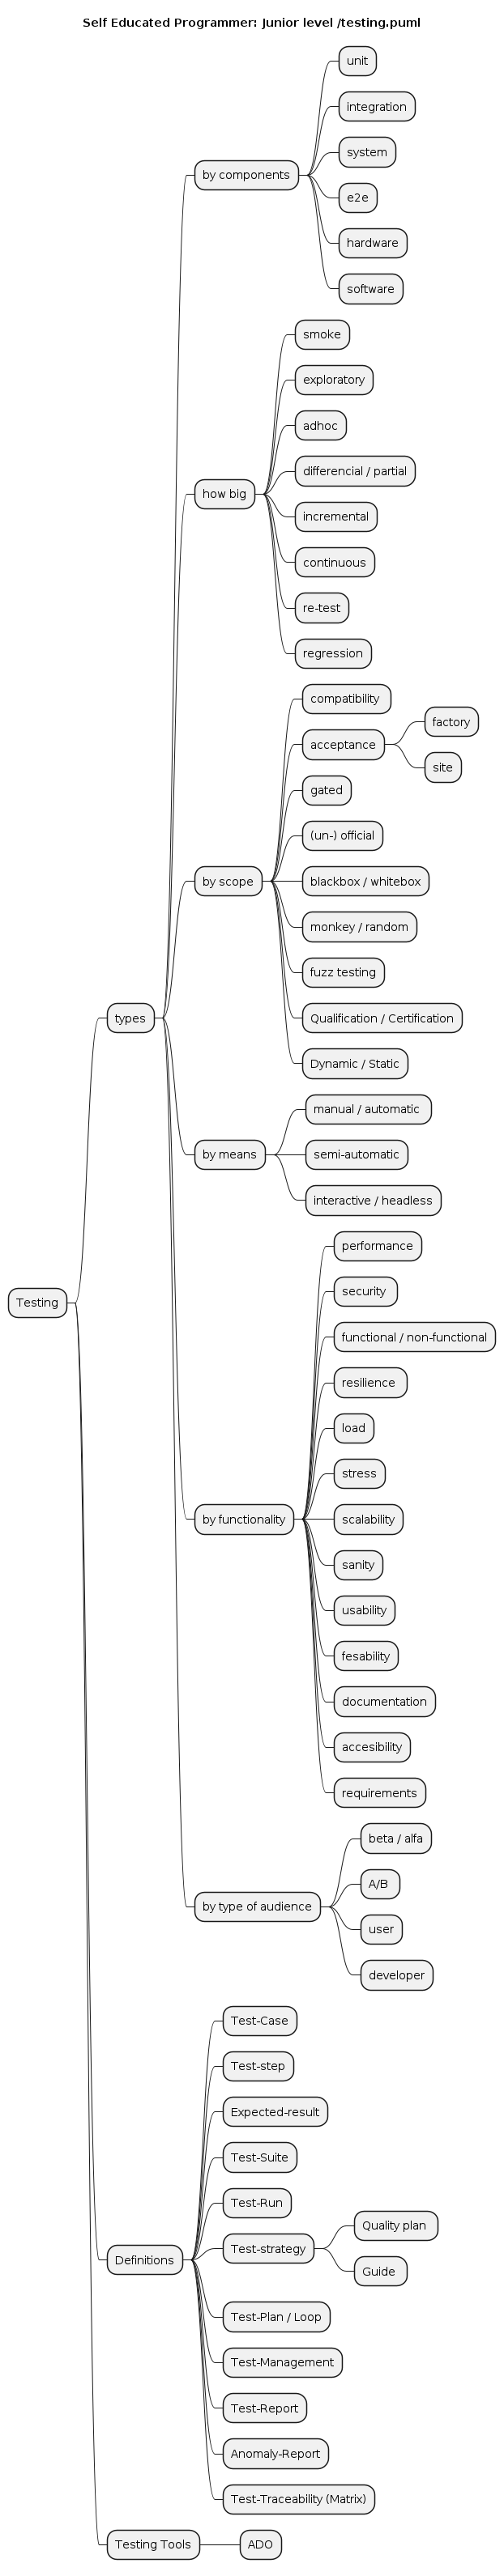 Self Educated Programmer: Junior level /testing.puml
Testing
types
by components
unit
integration
system
e2e
hardware
software
how big
smoke
exploratory
adhoc
differencial / partial
incremental
continuous
re-test
regression
by scope
compatibility
acceptance
factory
site
gated
(un-) official
blackbox / whitebox
monkey / random
fuzz testing
Qualification / Certification
Dynamic / Static
by means
manual / automatic
semi-automatic
interactive / headless
by functionality
performance
security
functional / non-functional
resilience
load
stress
scalability
sanity
usability
fesability
documentation
accesibility
requirements
by type of audience
beta / alfa
A/B
user
developer
Definitions
Test-Case
Test-step
Expected-result
Test-Suite
Test-Run
Test-strategy
Quality plan
Guide
Test-Plan / Loop
Test-Management
Test-Report
Anomaly-Report
Test-Traceability (Matrix)
Testing Tools
ADO